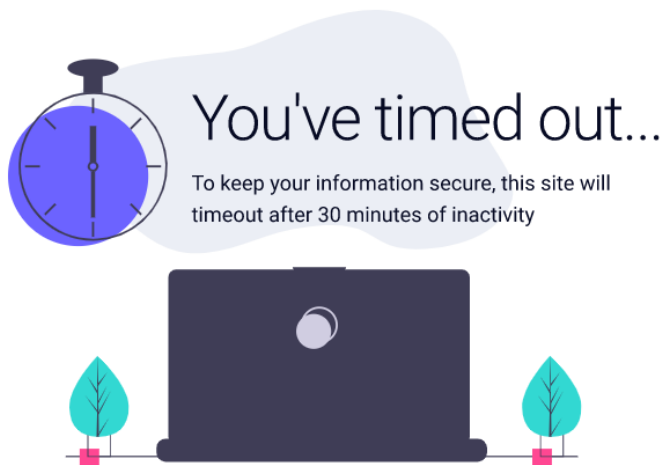 You've timed out...
To keep your information secure, this site will
timeout after 30 minutes of inactivity